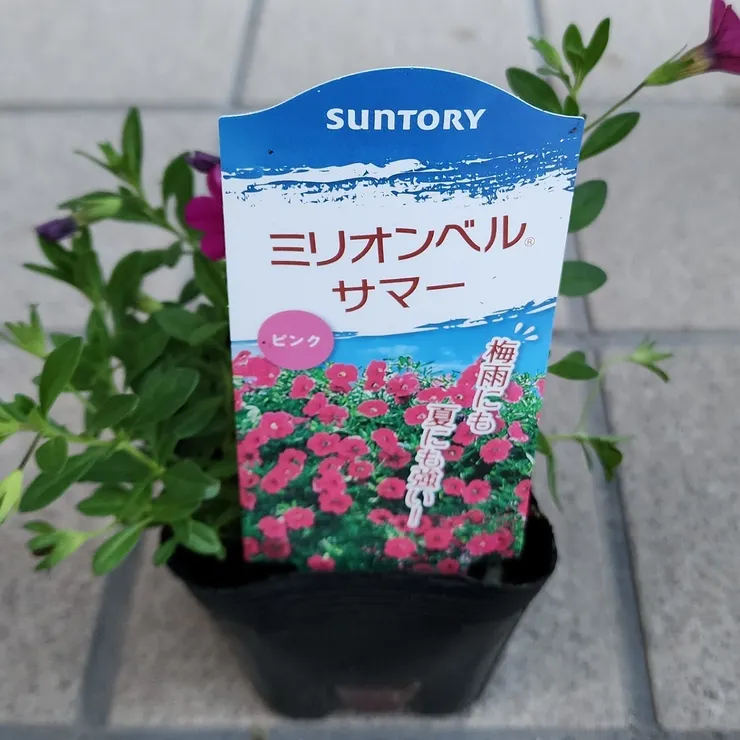 SUNTORY
ミリオンベル®
サマー
ピンク
梅雨にも
夏にも強い!